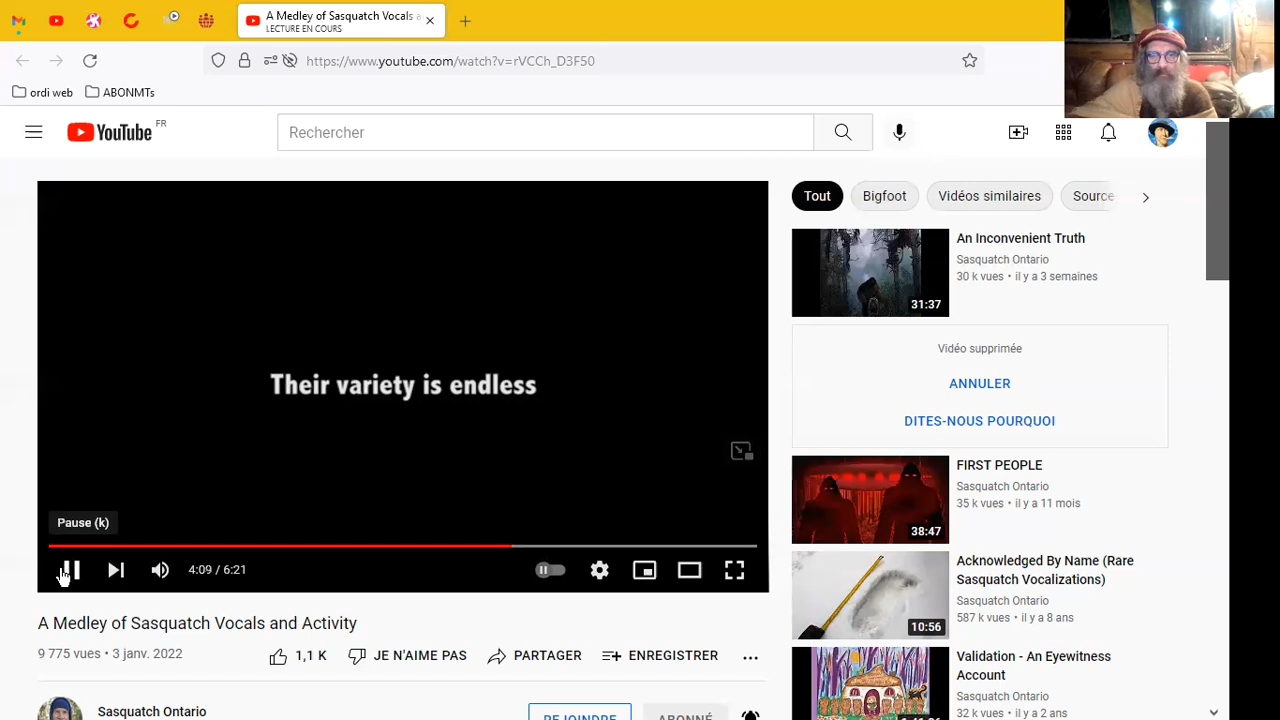 A Medley of Sasquatch Vocals a
LECTURE EN COURS
https://www.youtube.com/watch?v=rVCCh_D3F50
ordi web
ABONMTs
YouTube FR
Rechercher
Their variety is endless
Pause (k)
4:09 / 6:21
A Medley of Sasquatch Vocals and Activity
9 775 vues • 3 janv. 2022
1,1 K
JE N'AIME PAS
PARTAGER
ENREGISTRER
Sasquatch Ontario
REJOINDRE
ABONNÉ
Tout
Bigfoot
Vidéos similaires
Source
An Inconvenient Truth
Sasquatch Ontario
30 k vues • il y a 3 semaines
31:37
Vidéo supprimée
ANNULER
DITES-NOUS POURQUOI
FIRST PEOPLE
Sasquatch Ontario
35 k vues • il y a 11 mois
38:47
Acknowledged By Name (Rare
Sasquatch Vocalizations)
Sasquatch Ontario
587 k vues • il y a 8 ans
10:56
Validation - An Eyewitness
Account
Sasquatch Ontario
32 k vues • il y a 2 ans